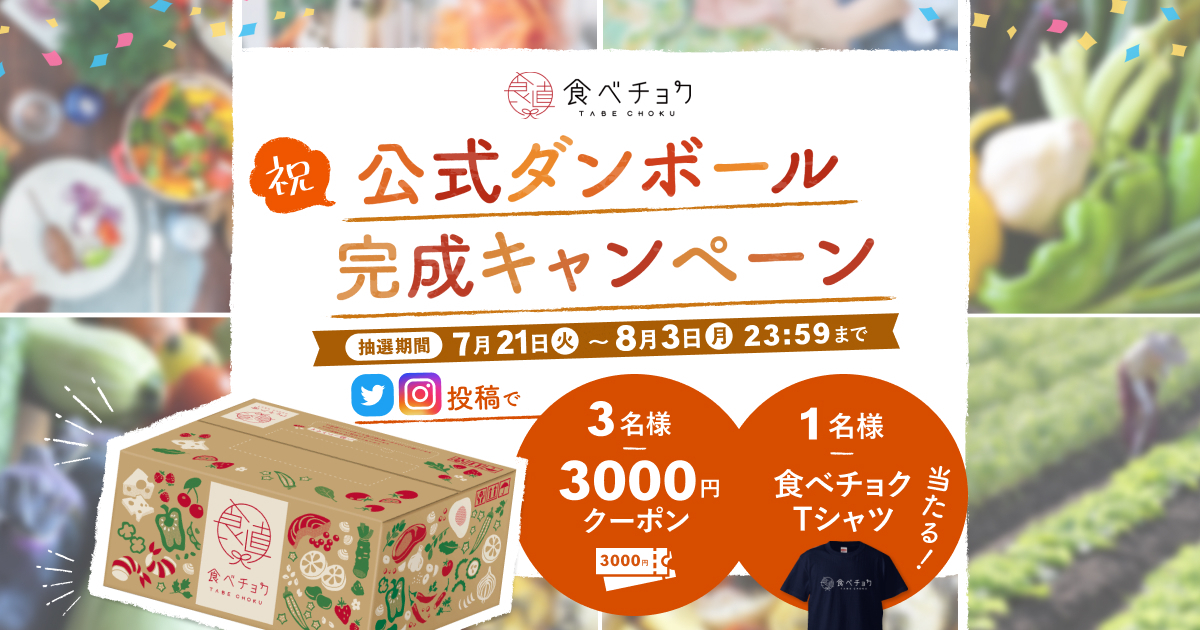 食直
食べチョク
TABE CHOKU
祝
公式ダンボール
完成キャンペーン
抽選期間 7月21日火 ～ 8月3日月 23:59まで
投稿で
3名様
3000円
クーポン
3000円
1名様
食べチョク
Tシャツ
当たる！
食べチョク
食直
食べチョク
TABE CHOKU